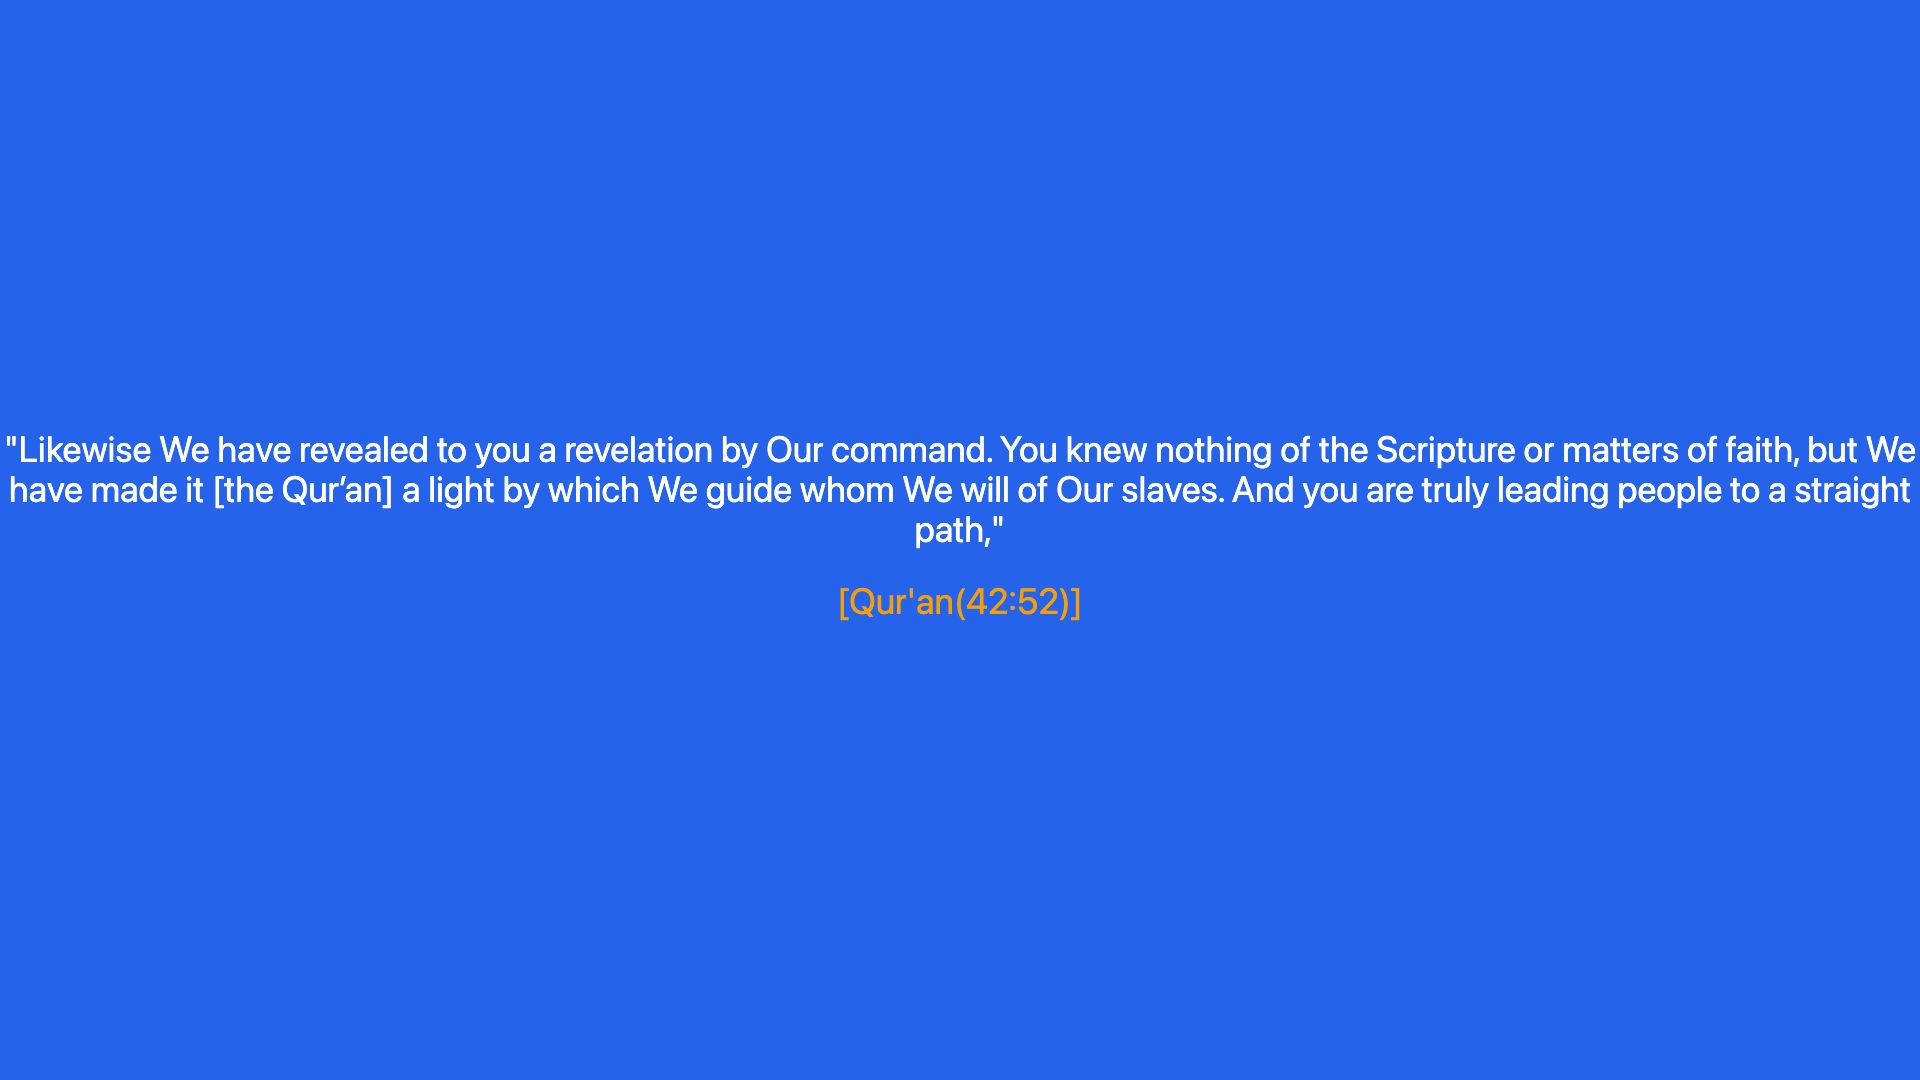 "Likewise We have revealed to you a revelation by Our command. You knew nothing of the Scripture or matters of faith, but We
have made it [the Qur’an] a light by which We guide whom We will of Our slaves. And you are truly leading people to a straight
path,"
[Qur'an(42:52)]